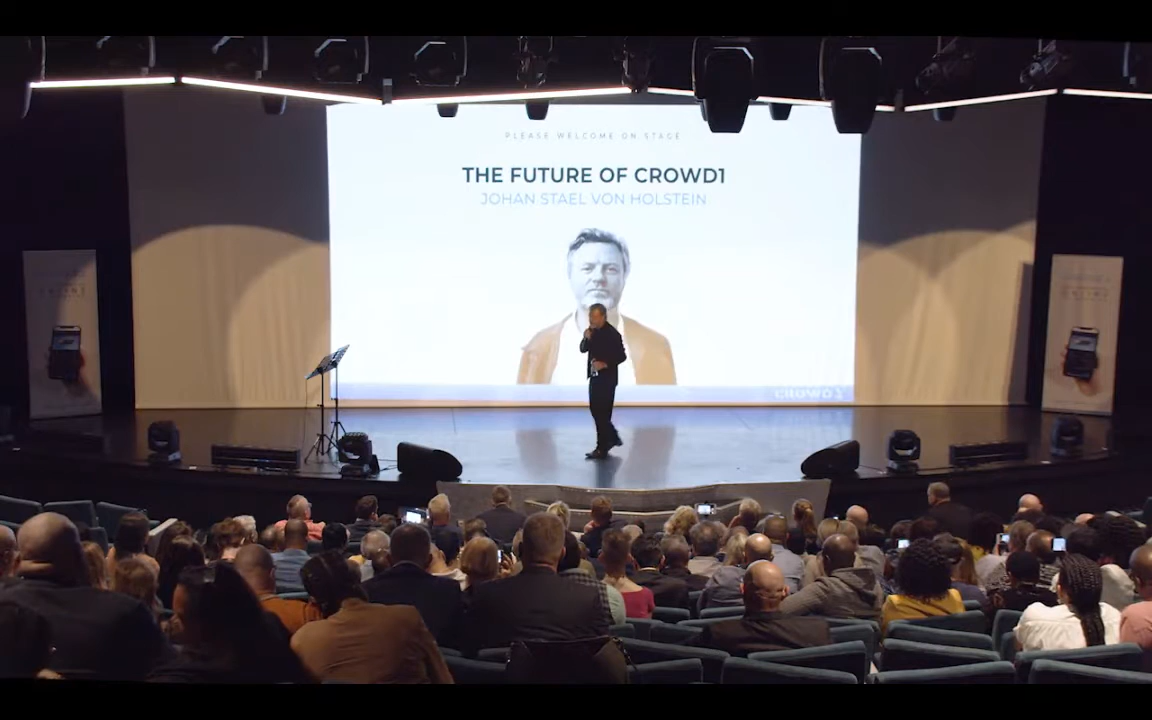 PLEASE WELCOME ON STAGE
THE FUTURE OF CROWD1
JOHAN STAEL VON HOLSTEIN
CROWD1